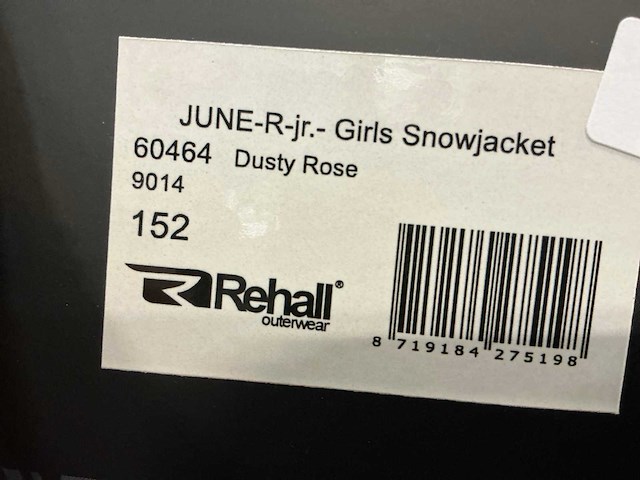 JUNE-R-jr.- Girls Snowjacket
60464 Dusty Rose
9014
152
Rehall®
outerwear
8 719184 275198